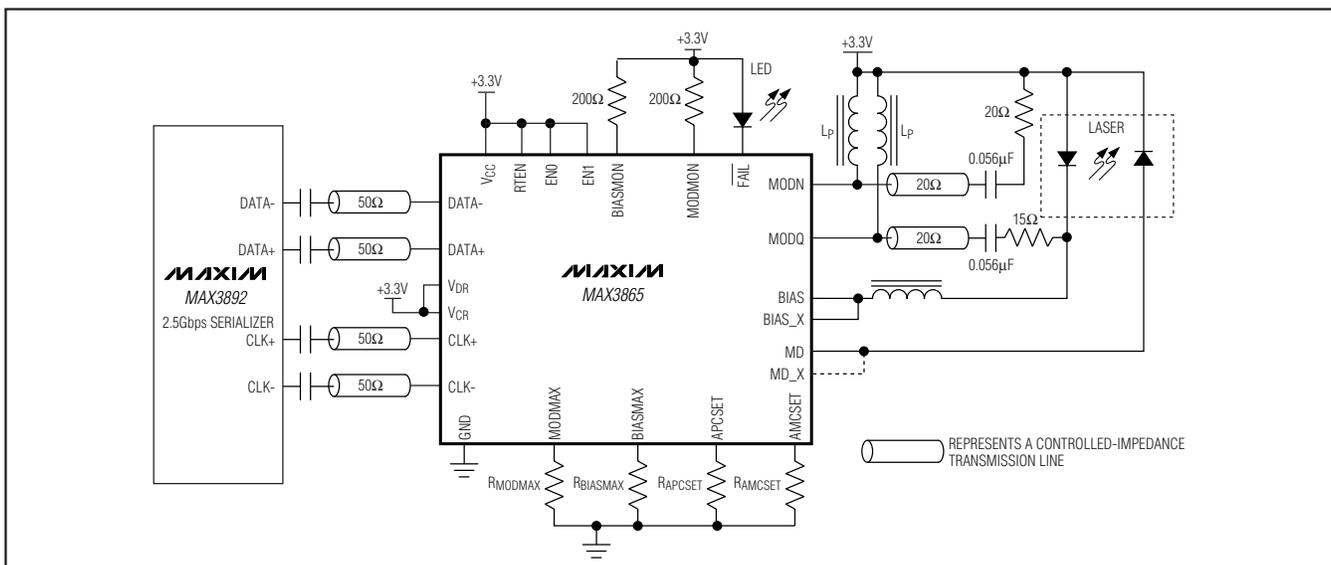 +3.3V
LED
200Ω
200Ω
+3.3V
VCC
RTEN
EN0
EN1
BIASMON
MODMON
FAIL
+3.3V
LP
LP
20Ω
LASER
0.056µF
MODN
20Ω
15Ω
MODQ
20Ω
0.056µF
BIAS
BIAS_X
MD
MD_X
DATA-
50Ω
DATA-
DATA+
50Ω
DATA+
MAXIM
MAX3892
2.5Gbps SERIALIZER
+3.3V
VDR
VCR
CLK+
50Ω
CLK+
CLK-
50Ω
CLK-
MAXIM
MAX3865
GND
MODMAX
BIASMAX
APCSET
AMCSET
RMODMAX
RBIASMAX
RAPCSET
RAMCSET
REPRESENTS A CONTROLLED-IMPEDANCE
TRANSMISSION LINE